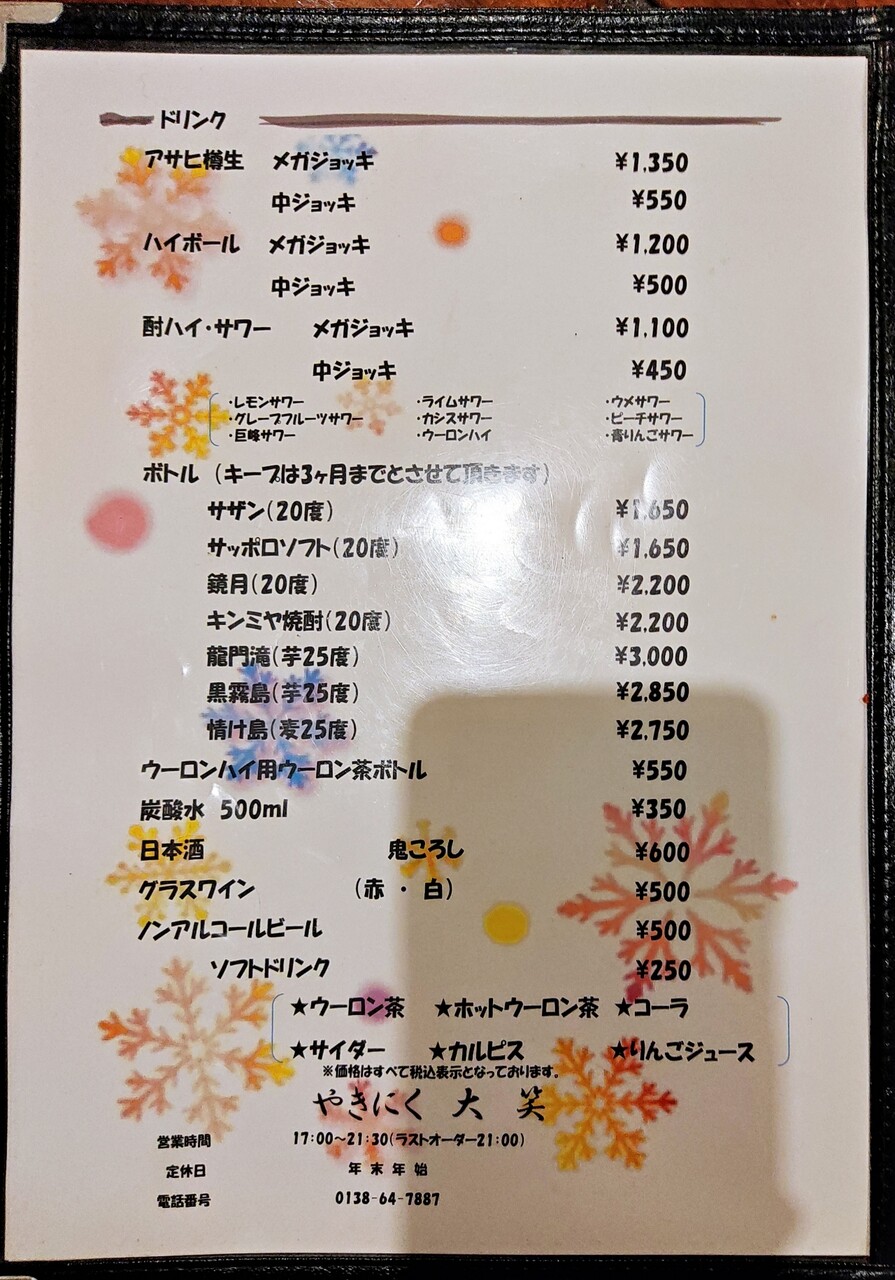 ドリンク
アサヒ樽生 メガジョッキ ¥1,350
中ジョッキ ¥550
ハイボール メガジョッキ ¥1,200
中ジョッキ ¥500
酎ハイ・サワー メガジョッキ ¥1,100
中ジョッキ ¥450
・レモンサワー ・ライムサワー ・ウメサワー
・グレープフルーツサワー ・カシスサワー ・ピーチサワー
・巨峰サワー ・ウーロンハイ ・青りんごサワー
ボトル (キープは3ヶ月までとさせて頂きます)
サザン(20度) ¥1,650
サッポロソフト(20度) ¥1,650
鏡月(20度) ¥2,200
キンミヤ焼酎(20度) ¥2,200
龍門滝(芋25度) ¥3,000
黒霧島(芋25度) ¥2,850
情け島(麦25度) ¥2,750
ウーロンハイ用ウーロン茶ボトル ¥550
炭酸水 500ml ¥350
日本酒 鬼ころし ¥600
グラスワイン (赤・白) ¥500
ノンアルコールビール ¥500
ソフトドリンク ¥250
★ウーロン茶 ★ホットウーロン茶 ★コーラ
★サイダー ★カルピス ★りんごジュース
※価格はすべて税込表示となっております。
やきにく 大 笑
営業時間 17:00～21:30(ラストオーダー21:00)
定休日 年末年始
電話番号 0138-64-7887